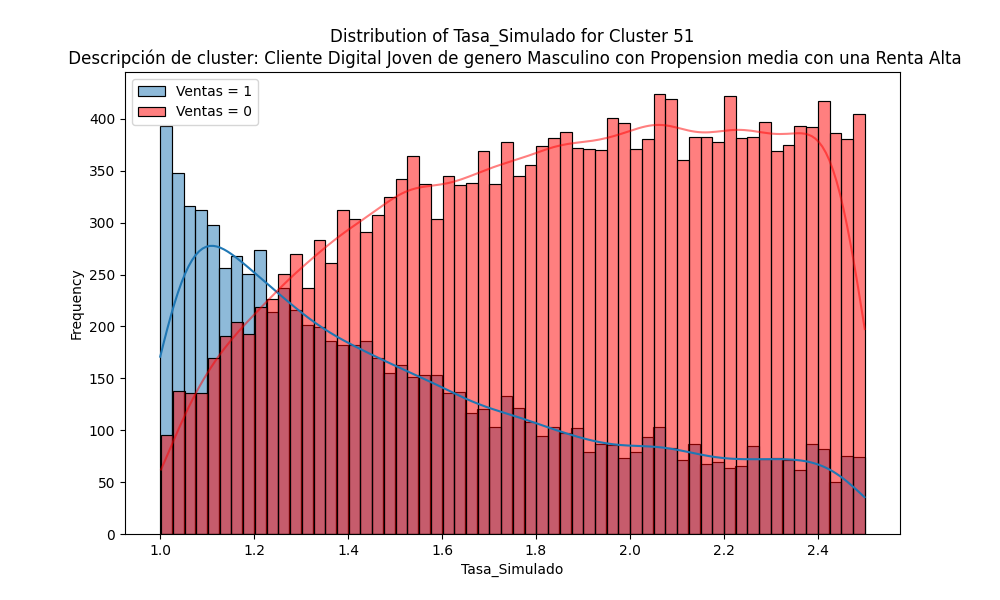 Distribution of Tasa_Simulado for Cluster 51
Descripción de cluster: Cliente Digital Joven de genero Masculino con Propension media con una Renta Alta
Ventas = 1
Ventas = 0
Frequency
400
350
300
250
200
150
100
50
0
1.0
1.2
1.4
1.6
1.8
2.0
2.2
2.4
Tasa_Simulado